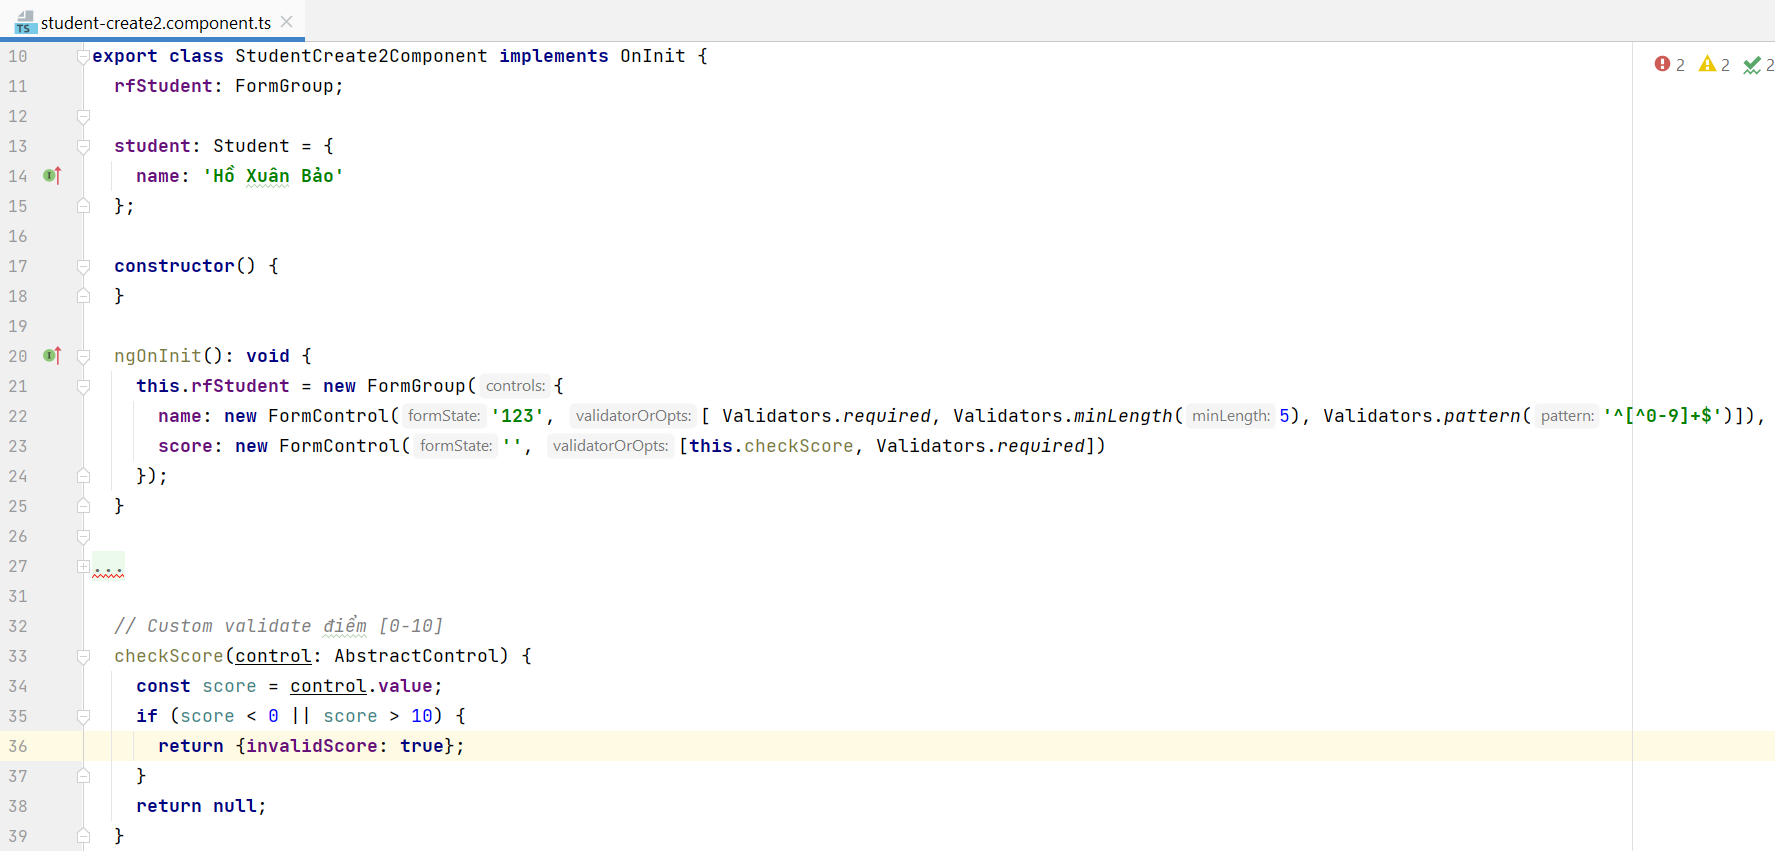 student-create2.component.ts
2 2 2
10 export class StudentCreate2Component implements OnInit {
11 rfStudent: FormGroup;
12
13 student: Student = {
14 name: 'Hồ Xuân Bảo'
15 };
16
17 constructor() {
18 }
19
20 ngOnInit(): void {
21 this.rfStudent = new FormGroup( controls: {
22 name: new FormControl( formState: '123', validatorOrOpts: [ Validators.required, Validators.minLength( minLength: 5), Validators.pattern( pattern: '^[^0-9]+$')]),
23 score: new FormControl( formState: '', validatorOrOpts: [this.checkScore, Validators.required])
24 });
25 }
26
27 ...
31
32 // Custom validate điểm [0-10]
33 checkScore(control: AbstractControl) {
34 const score = control.value;
35 if (score < 0 || score > 10) {
36 return {invalidScore: true};
37 }
38 return null;
39 }